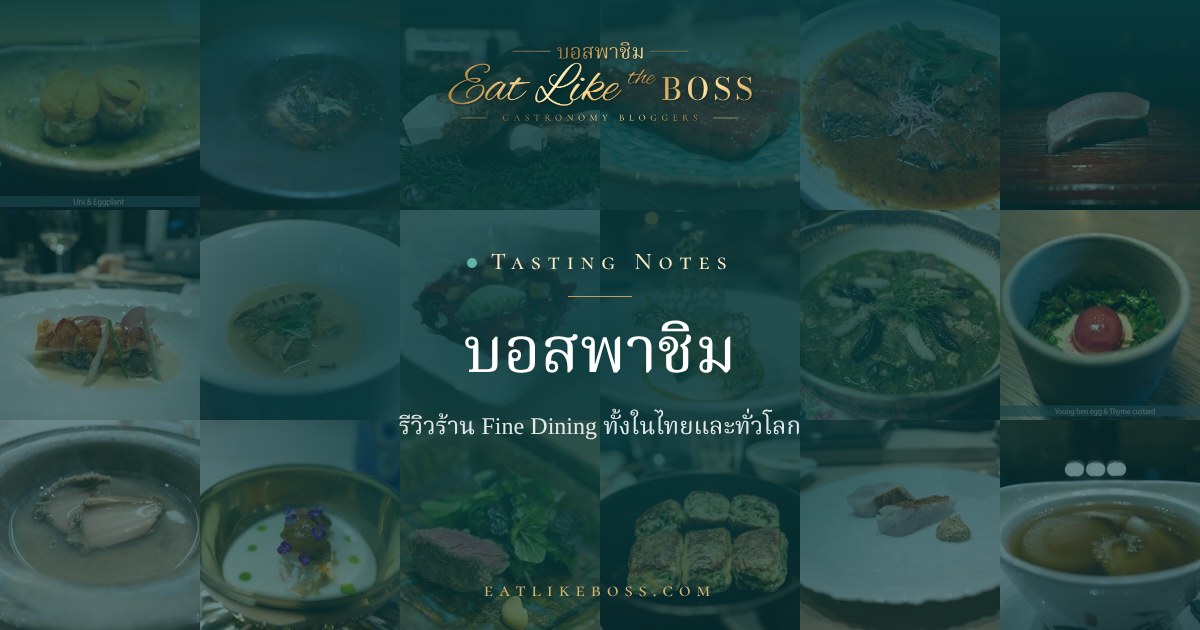 บอสพาชิม
Eat Like the BOSS
GASTRONOMY BLOGGERS
Uni & Eggplant
Tasting Notes
บอสพาชิม
รีวิวร้าน Fine Dining ทั้งในไทยและทั่วโลก
Young hen egg & Thyme custard
EATLIKEBOSS.COM